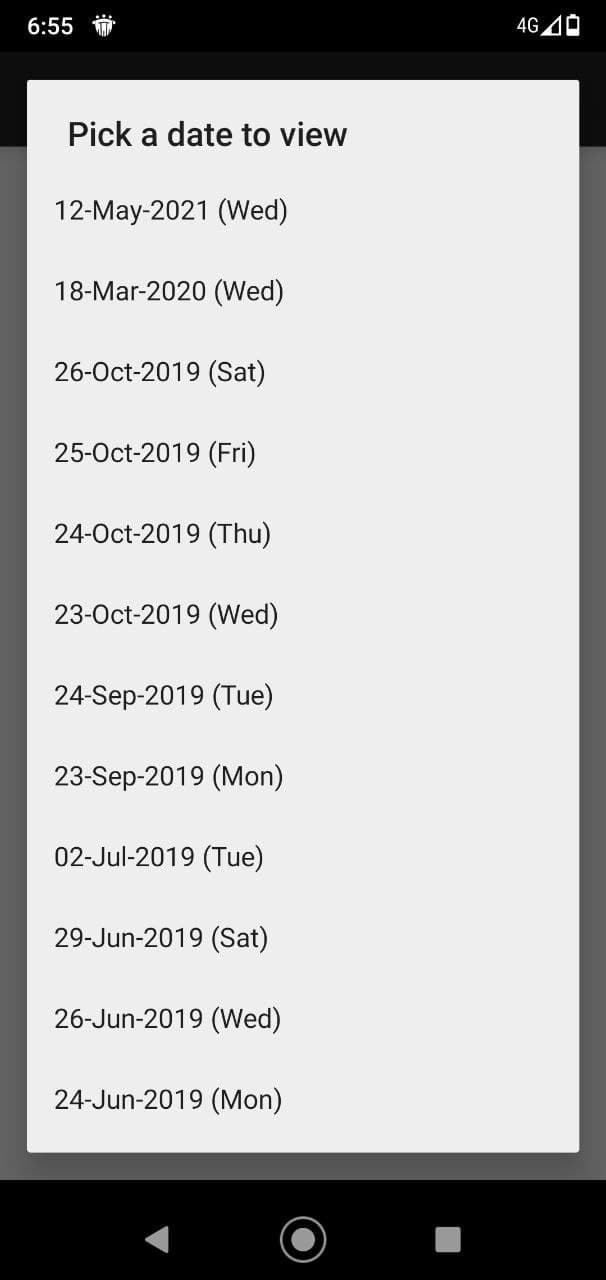 6:55
4G
Pick a date to view
12-May-2021 (Wed)
18-Mar-2020 (Wed)
26-Oct-2019 (Sat)
25-Oct-2019 (Fri)
24-Oct-2019 (Thu)
23-Oct-2019 (Wed)
24-Sep-2019 (Tue)
23-Sep-2019 (Mon)
02-Jul-2019 (Tue)
29-Jun-2019 (Sat)
26-Jun-2019 (Wed)
24-Jun-2019 (Mon)